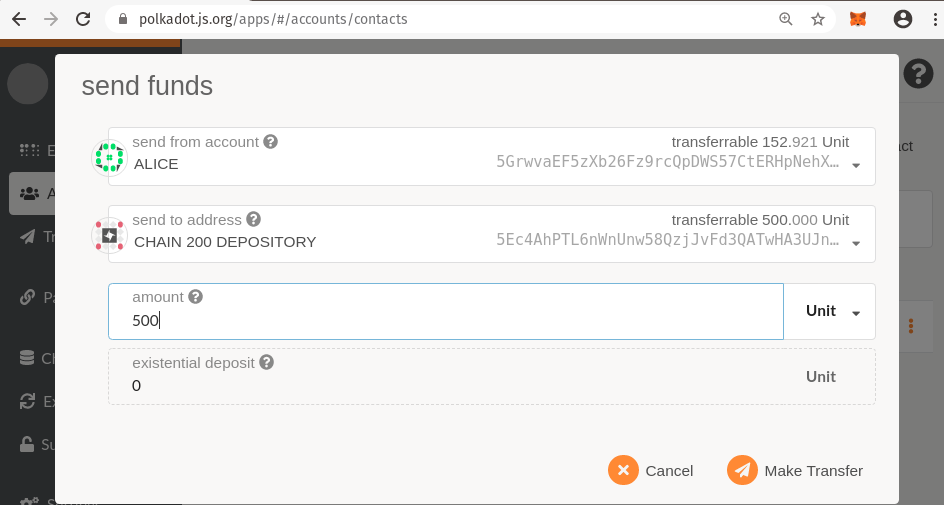 polkadot.js.org/apps/#/accounts/contacts
send funds
send from account
transferrable 152.921 Unit
ALICE
5GrwvaEF5zXb26Fz9rcQpDWS57CtERHpNehX…
send to address
transferrable 500.000 Unit
CHAIN 200 DEPOSITORY
5Ec4AhPTL6nWnUnw58QzjJvFd3QATwHA3UJn…
amount
500
Unit
existential deposit
0
Unit
Cancel
Make Transfer